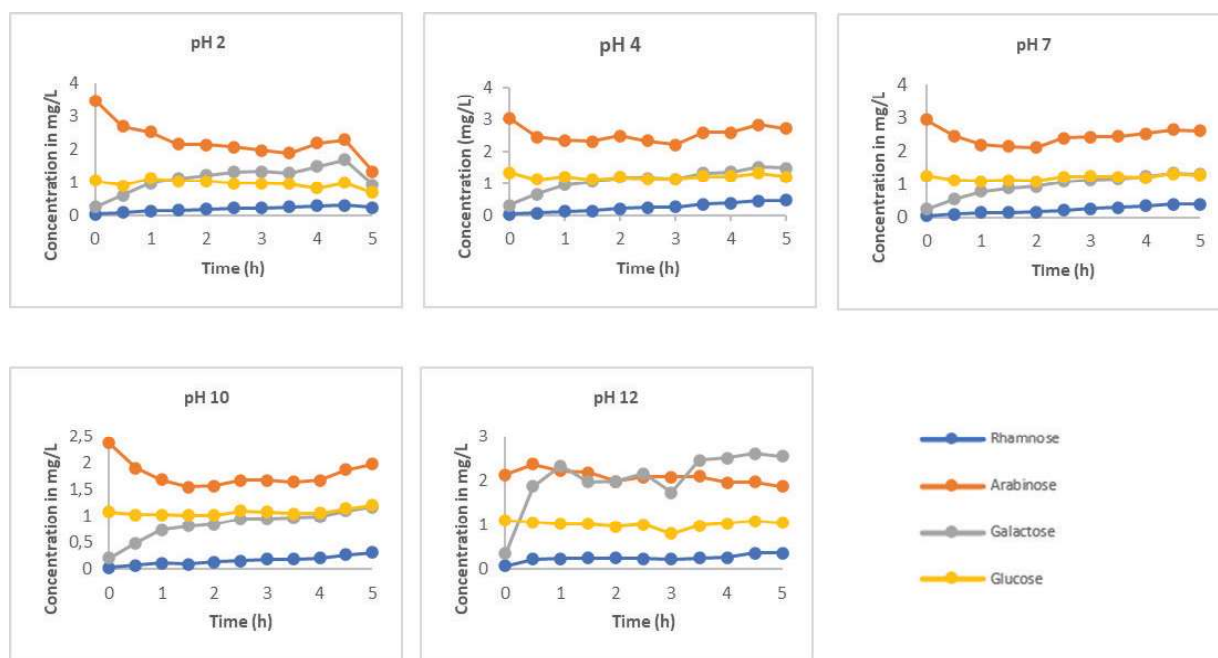 pH 2
Concentration in mg/L
4
3
2
1
0
0 1 2 3 4 5
Time (h)
pH 4
Concentration (mg/L)
4
3
2
1
0
0 1 2 3 4 5
Time (h)
pH 7
Concentration in mg/L
4
3
2
1
0
0 1 2 3 4 5
Time (h)
pH 10
Concentration in mg/L
2,5
2
1,5
1
0,5
0
0 1 2 3 4 5
Time (h)
pH 12
Concentration in mg/L
3
2
1
0
0 1 2 3 4 5
Time (h)
Rhamnose
Arabinose
Galactose
Glucose